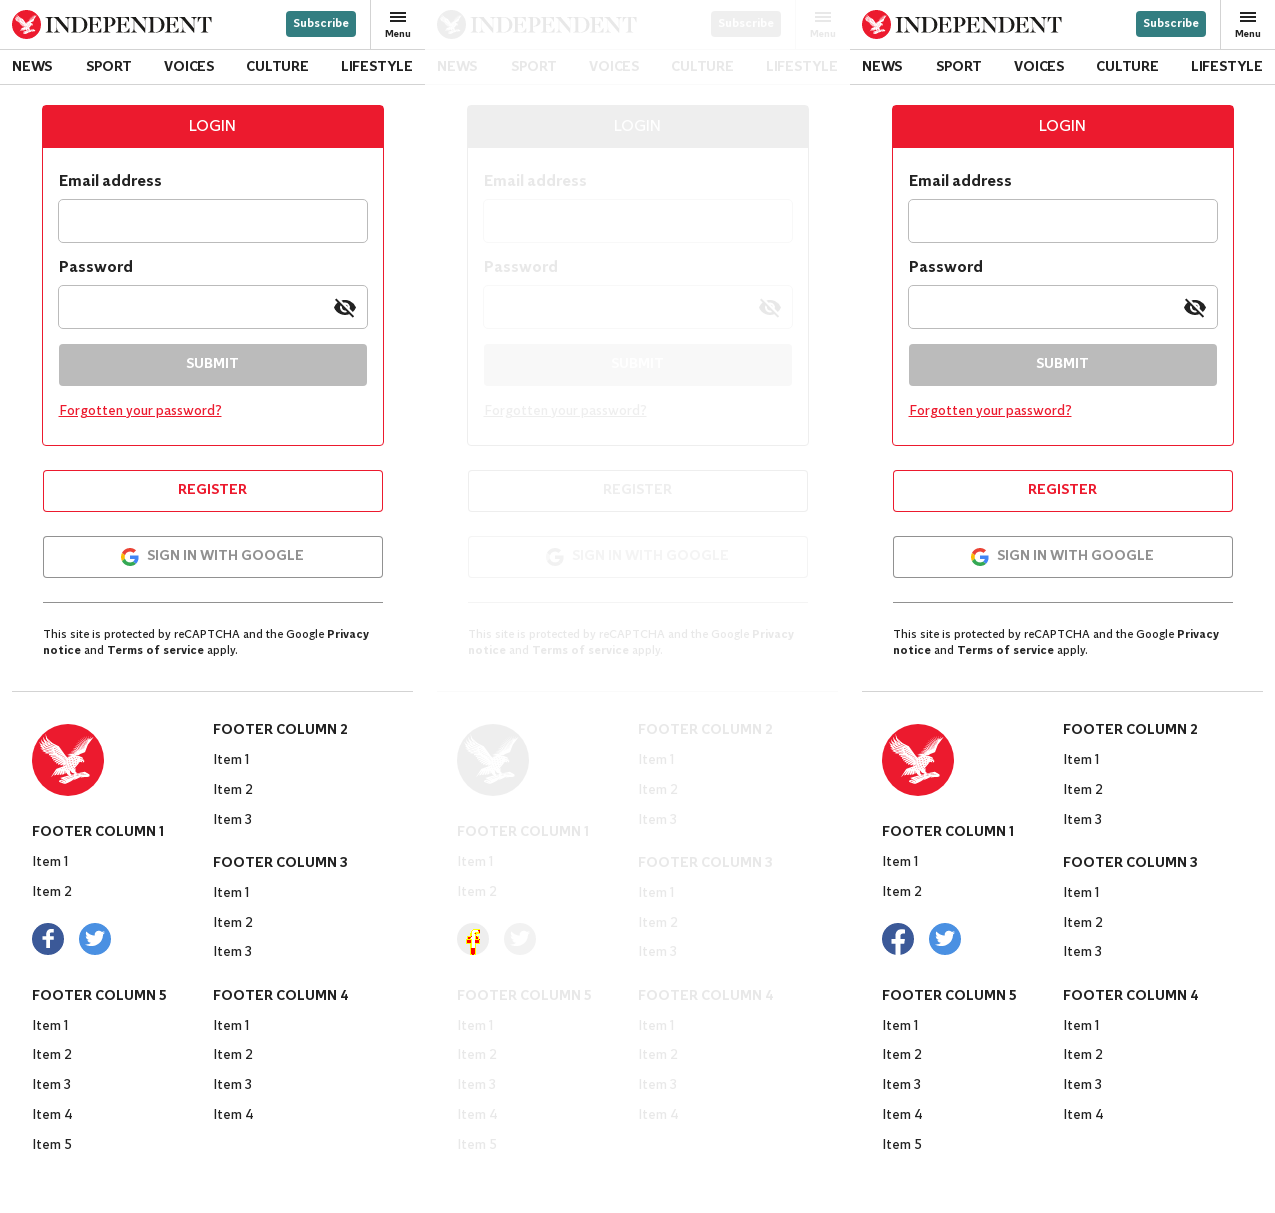 INDEPENDENT
Subscribe
Menu
NEWS SPORT VOICES CULTURE LIFESTYLE
LOGIN
Email address
Password
SUBMIT
Forgotten your password?
REGISTER
SIGN IN WITH GOOGLE
This site is protected by reCAPTCHA and the Google Privacy
notice and Terms of service apply.
FOOTER COLUMN 1
Item 1
Item 2
FOOTER COLUMN 2
Item 1
Item 2
Item 3
FOOTER COLUMN 3
Item 1
Item 2
Item 3
FOOTER COLUMN 5
Item 1
Item 2
Item 3
Item 4
Item 5
FOOTER COLUMN 4
Item 1
Item 2
Item 3
Item 4
INDEPENDENT
Subscribe
Menu
NEWS SPORT VOICES CULTURE LIFESTYLE
LOGIN
Email address
Password
SUBMIT
Forgotten your password?
REGISTER
SIGN IN WITH GOOGLE
This site is protected by reCAPTCHA and the Google Privacy
notice and Terms of service apply.
FOOTER COLUMN 1
Item 1
Item 2
FOOTER COLUMN 2
Item 1
Item 2
Item 3
FOOTER COLUMN 3
Item 1
Item 2
Item 3
FOOTER COLUMN 5
Item 1
Item 2
Item 3
Item 4
Item 5
FOOTER COLUMN 4
Item 1
Item 2
Item 3
Item 4
INDEPENDENT
Subscribe
Menu
NEWS SPORT VOICES CULTURE LIFESTYLE
LOGIN
Email address
Password
SUBMIT
Forgotten your password?
REGISTER
SIGN IN WITH GOOGLE
This site is protected by reCAPTCHA and the Google Privacy
notice and Terms of service apply.
FOOTER COLUMN 1
Item 1
Item 2
FOOTER COLUMN 2
Item 1
Item 2
Item 3
FOOTER COLUMN 3
Item 1
Item 2
Item 3
FOOTER COLUMN 5
Item 1
Item 2
Item 3
Item 4
Item 5
FOOTER COLUMN 4
Item 1
Item 2
Item 3
Item 4